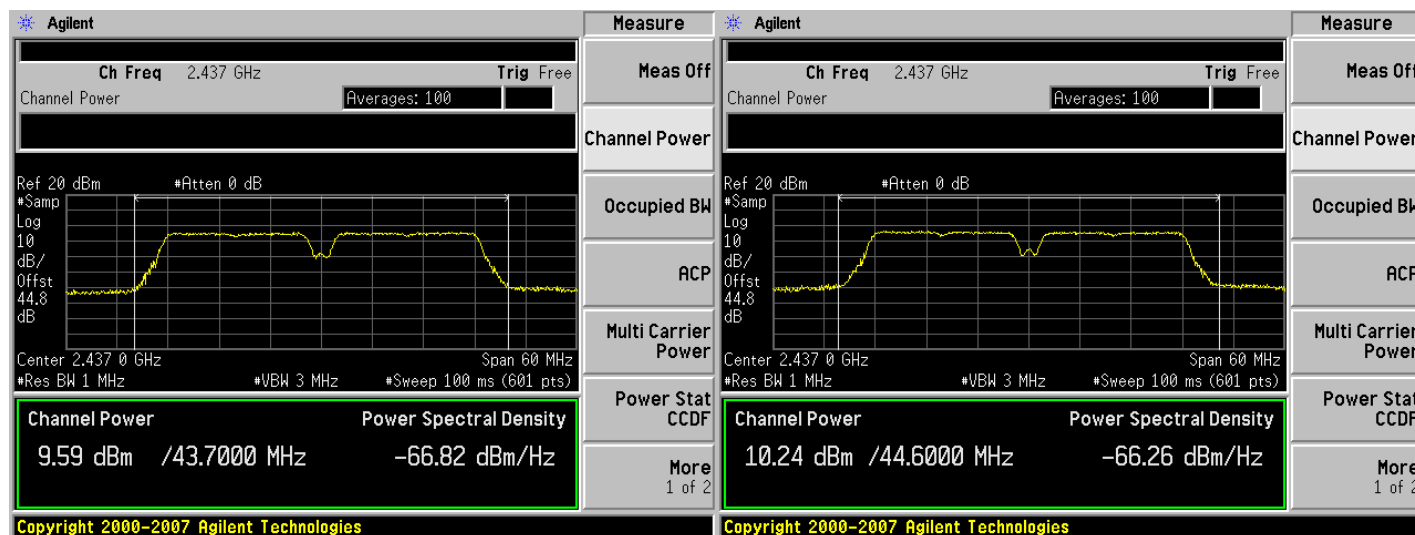 Agilent
Measure
Ch Freq 2.437 GHz Trig Free
Meas Off
Channel Power Averages: 100
Channel Power
Ref 20 dBm #Atten 0 dB
#Samp
Log
10
dB/
Offst
44.8
dB
Occupied BW
ACP
Multi Carrier
Power
Center 2.437 0 GHz Span 60 MHz
#Res BW 1 MHz #VBW 3 MHz #Sweep 100 ms (601 pts)
Power Stat
CCDF
Channel Power Power Spectral Density
9.59 dBm /43.7000 MHz -66.82 dBm/Hz
More
1 of 2
Copyright 2000-2007 Agilent Technologies
Agilent
Measure
Ch Freq 2.437 GHz Trig Free
Meas Off
Channel Power Averages: 100
Channel Power
Ref 20 dBm #Atten 0 dB
#Samp
Log
10
dB/
Offst
44.8
dB
Occupied BW
ACP
Multi Carrier
Power
Center 2.437 0 GHz Span 60 MHz
#Res BW 1 MHz #VBW 3 MHz #Sweep 100 ms (601 pts)
Power Stat
CCDF
Channel Power Power Spectral Density
10.24 dBm /44.6000 MHz -66.26 dBm/Hz
More
1 of 2
Copyright 2000-2007 Agilent Technologies